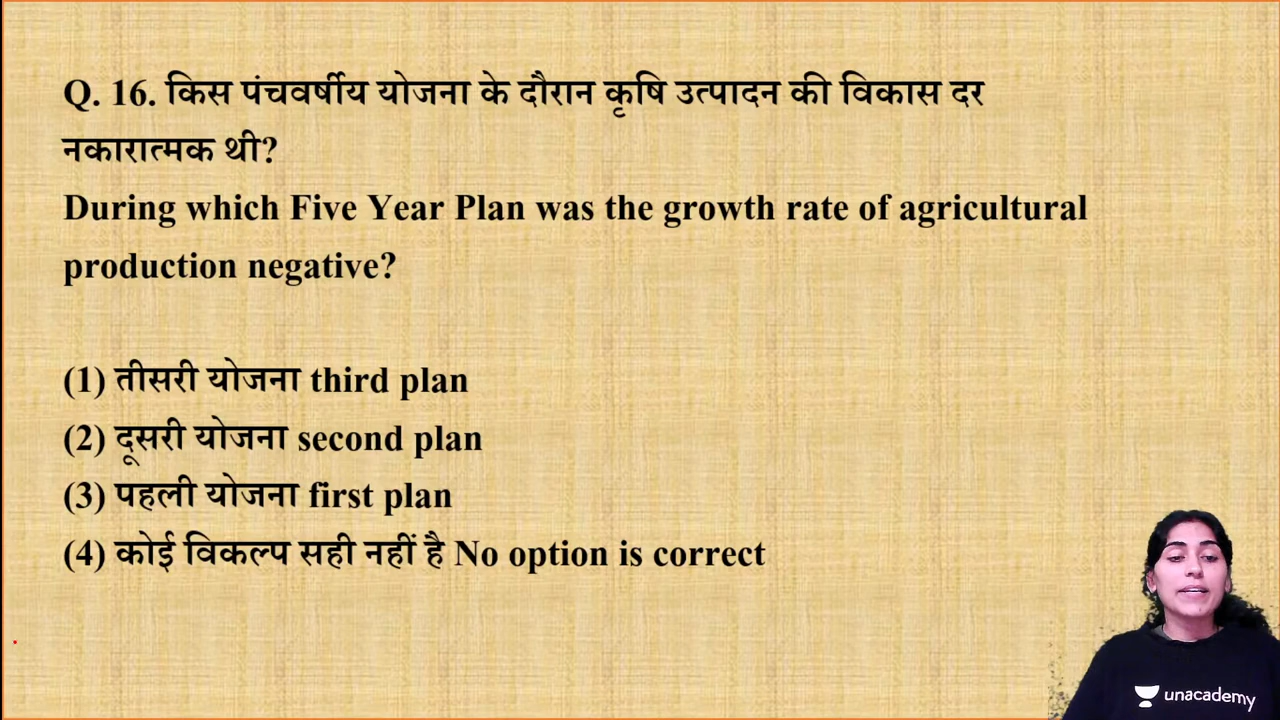 Q. 16. किस पंचवर्षीय योजना के दौरान कृषि उत्पादन की विकास दर
नकारात्मक थी?
During which Five Year Plan was the growth rate of agricultural
production negative?
(1) तीसरी योजना third plan
(2) दूसरी योजना second plan
(3) पहली योजना first plan
(4) कोई विकल्प सही नहीं है No option is correct
unacademy